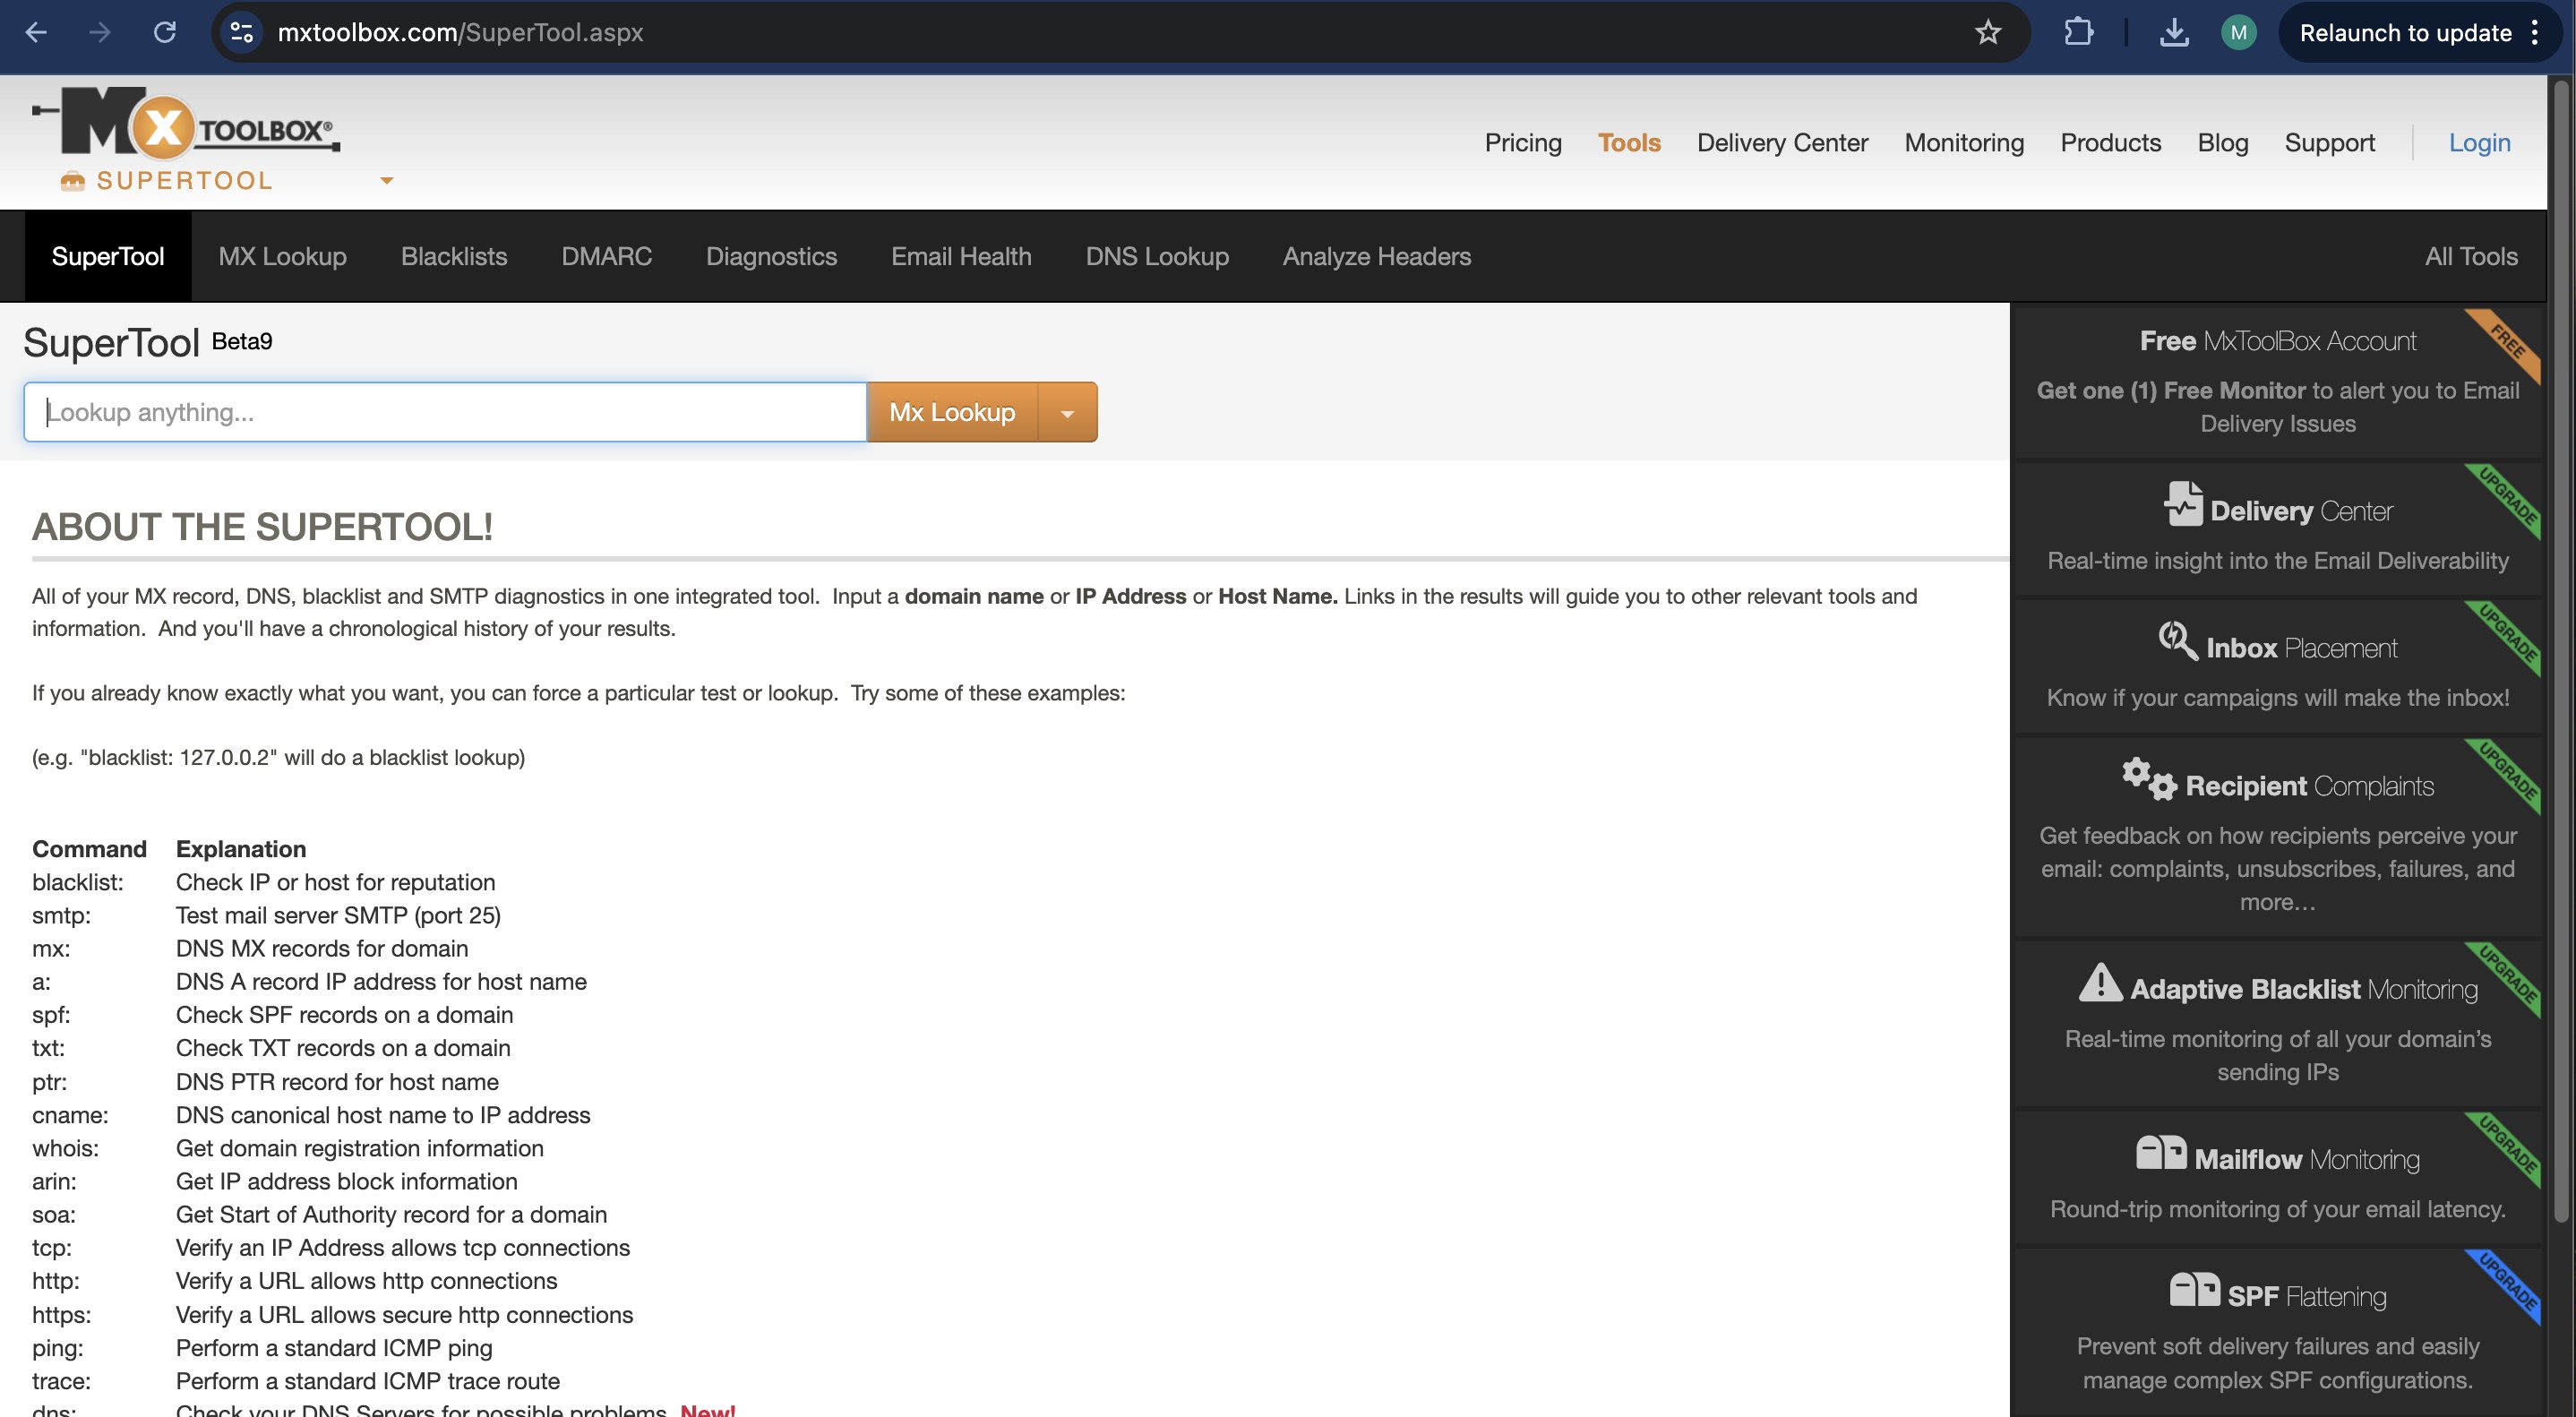 mxtoolbox.com/SuperTool.aspx
M
Relaunch to update
MX TOOLBOX®
SUPERTOOL
Pricing Tools Delivery Center Monitoring Products Blog Support Login
SuperTool MX Lookup Blacklists DMARC Diagnostics Email Health DNS Lookup Analyze Headers All Tools
SuperTool Beta9
Lookup anything...
Mx Lookup
ABOUT THE SUPERTOOL!
All of your MX record, DNS, blacklist and SMTP diagnostics in one integrated tool.  Input a domain name or IP Address or Host Name. Links in the results will guide you to other relevant tools and
information.  And you'll have a chronological history of your results.
If you already know exactly what you want, you can force a particular test or lookup.  Try some of these examples:
(e.g. "blacklist: 127.0.0.2" will do a blacklist lookup)
Command Explanation
blacklist: Check IP or host for reputation
smtp: Test mail server SMTP (port 25)
mx: DNS MX records for domain
a: DNS A record IP address for host name
spf: Check SPF records on a domain
txt: Check TXT records on a domain
ptr: DNS PTR record for host name
cname: DNS canonical host name to IP address
whois: Get domain registration information
arin: Get IP address block information
soa: Get Start of Authority record for a domain
tcp: Verify an IP Address allows tcp connections
http: Verify a URL allows http connections
https: Verify a URL allows secure http connections
ping: Perform a standard ICMP ping
trace: Perform a standard ICMP trace route
dns: Check your DNS Servers for possible problems New!
Free MxToolBox Account
FREE
Get one (1) Free Monitor to alert you to Email
Delivery Issues
Delivery Center
UPGRADE
Real-time insight into the Email Deliverability
Inbox Placement
UPGRADE
Know if your campaigns will make the inbox!
Recipient Complaints
UPGRADE
Get feedback on how recipients perceive your
email: complaints, unsubscribes, failures, and
more…
Adaptive Blacklist Monitoring
UPGRADE
Real-time monitoring of all your domain’s
sending IPs
Mailflow Monitoring
UPGRADE
Round-trip monitoring of your email latency.
SPF Flattening
UPGRADE
Prevent soft delivery failures and easily
manage complex SPF configurations.